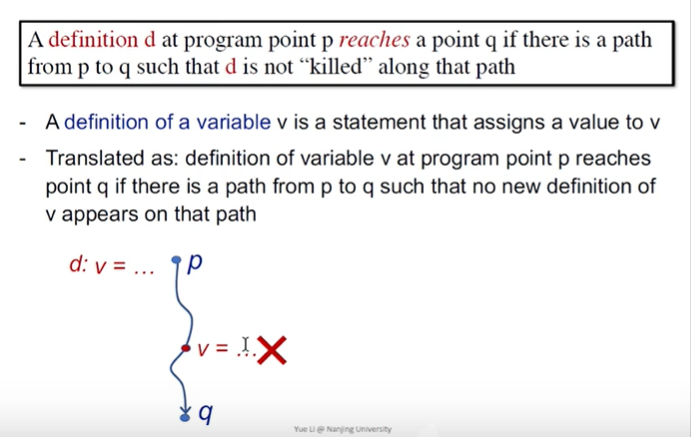 A definition d at program point p reaches a point q if there is a path
from p to q such that d is not “killed” along that path
- A definition of a variable v is a statement that assigns a value to v
- Translated as: definition of variable v at program point p reaches
point q if there is a path from p to q such that no new definition of
v appears on that path
d: v = ... p
v = ...
q
Yue Li @ Nanjing University